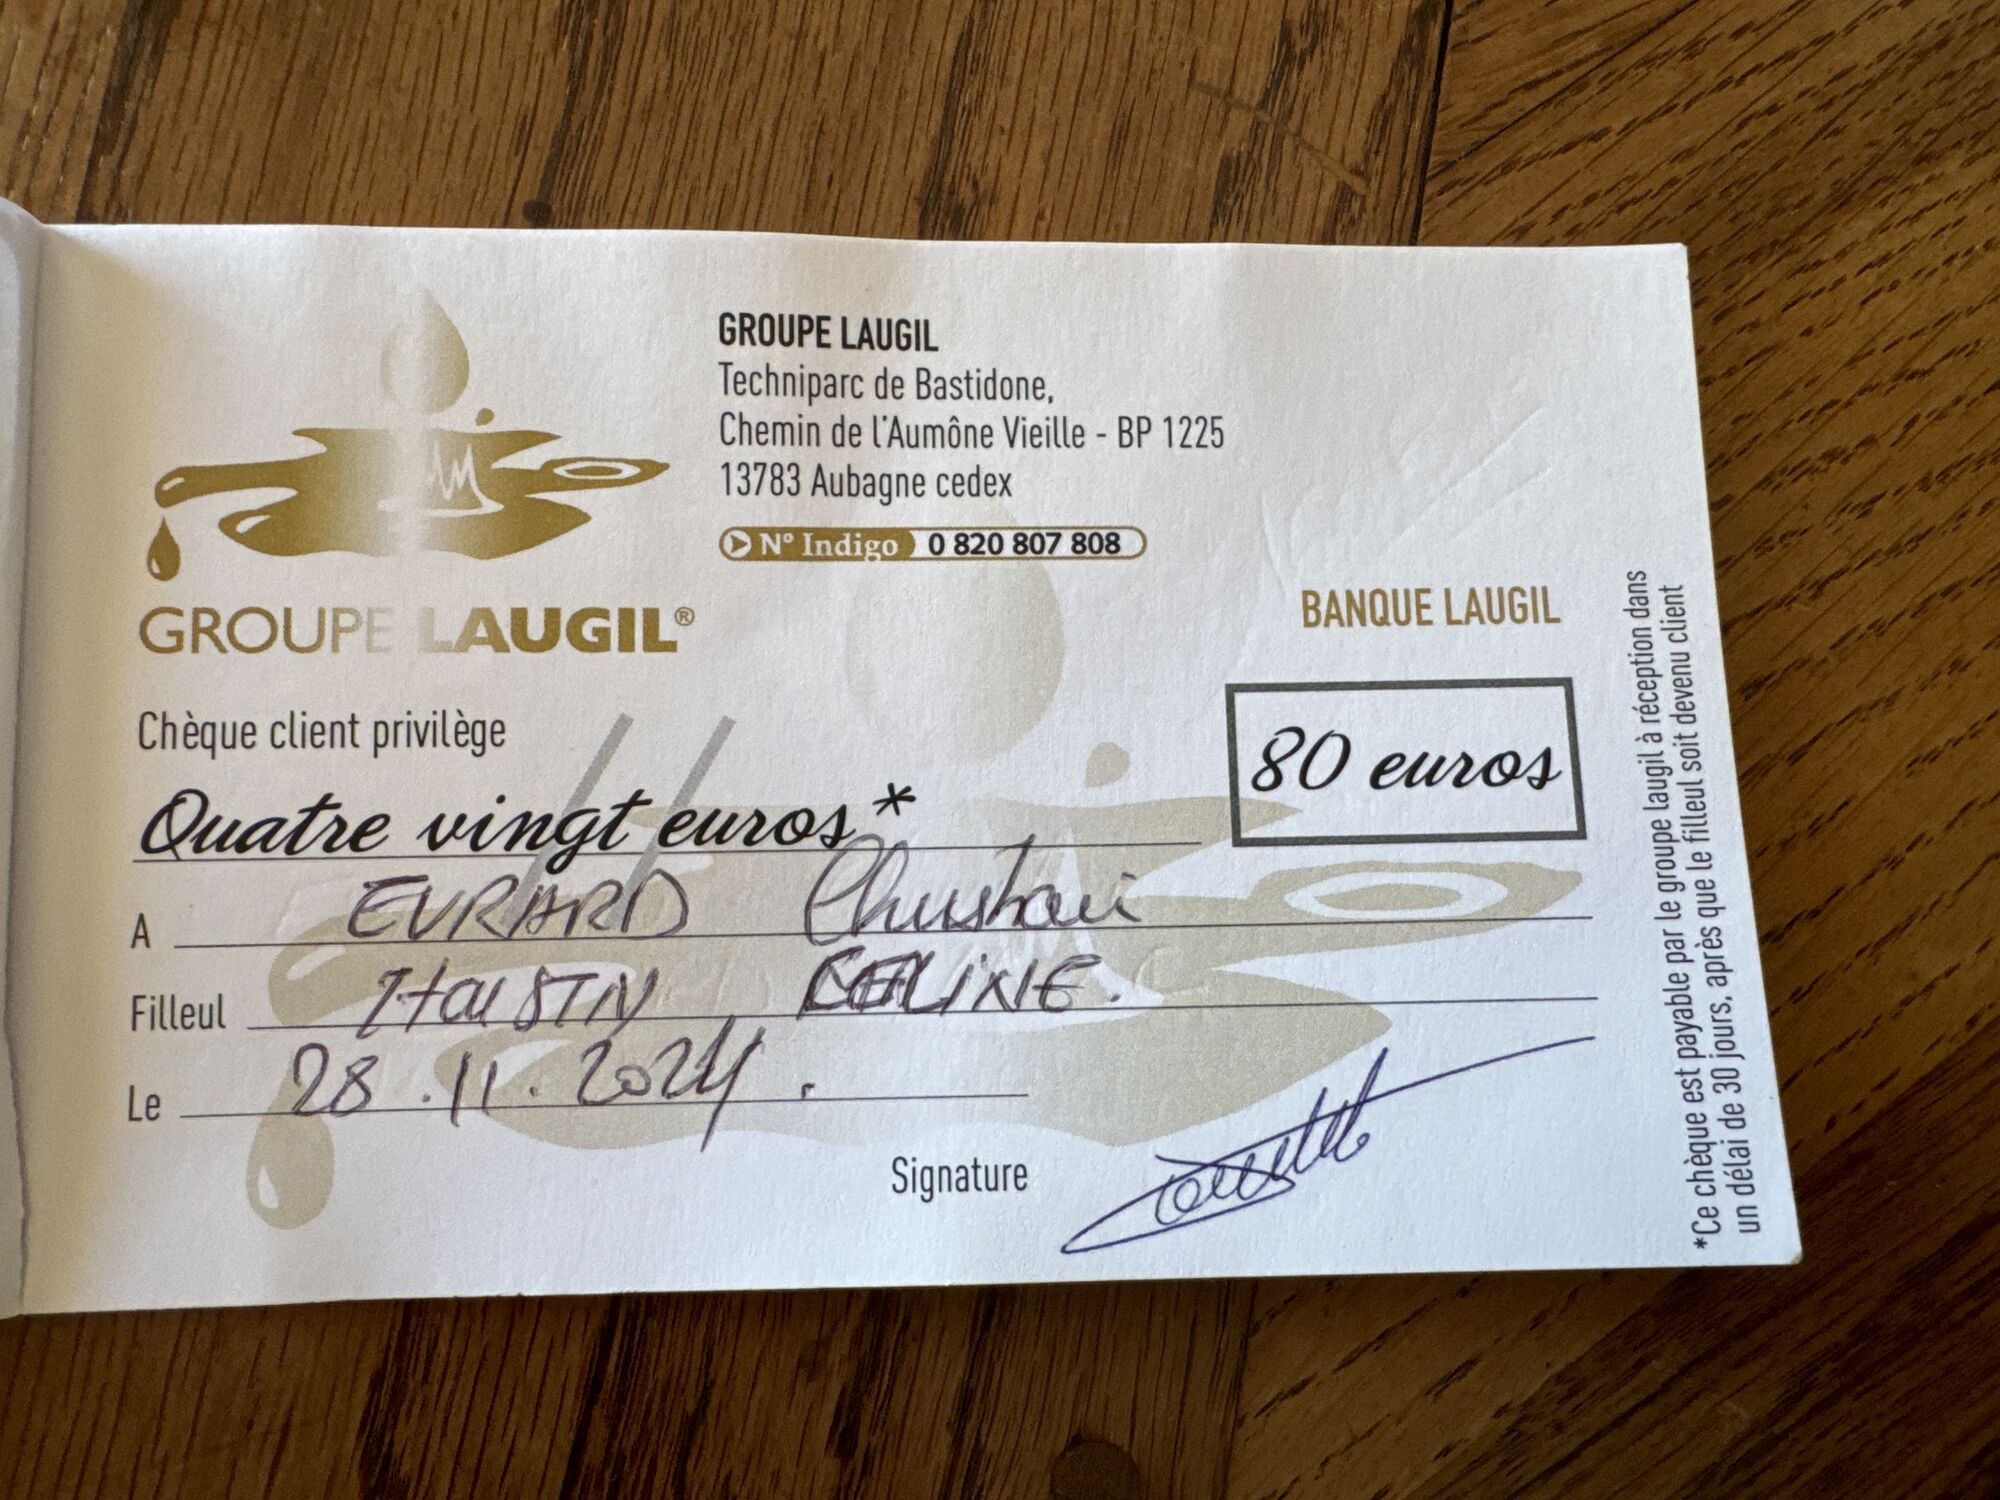 GROUPE LAUGIL
Techniparc de Bastidone,
Chemin de l'Aumône Vieille - BP 1225
13783 Aubagne cedex
N° Indigo 0 820 807 808
GROUPE LAUGIL®
BANQUE LAUGIL
Chèque client privilège
80 euros
Quatre vingt euros*
A EVRARD
Filleul CELINE.
Le 28.11.2024.
Signature
*Ce chèque est payable par le groupe laugil à réception dans
un délai de 30 jours, après que le filleul soit devenu client